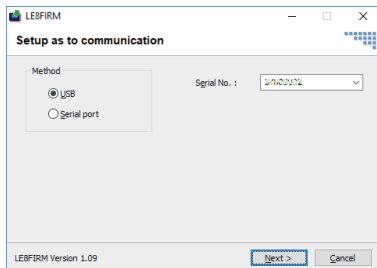 LE8FIRM
Setup as to communication
Method
USB
Serial port
Serial No. :
LE8FIRM Version 1.09
Next >
Cancel